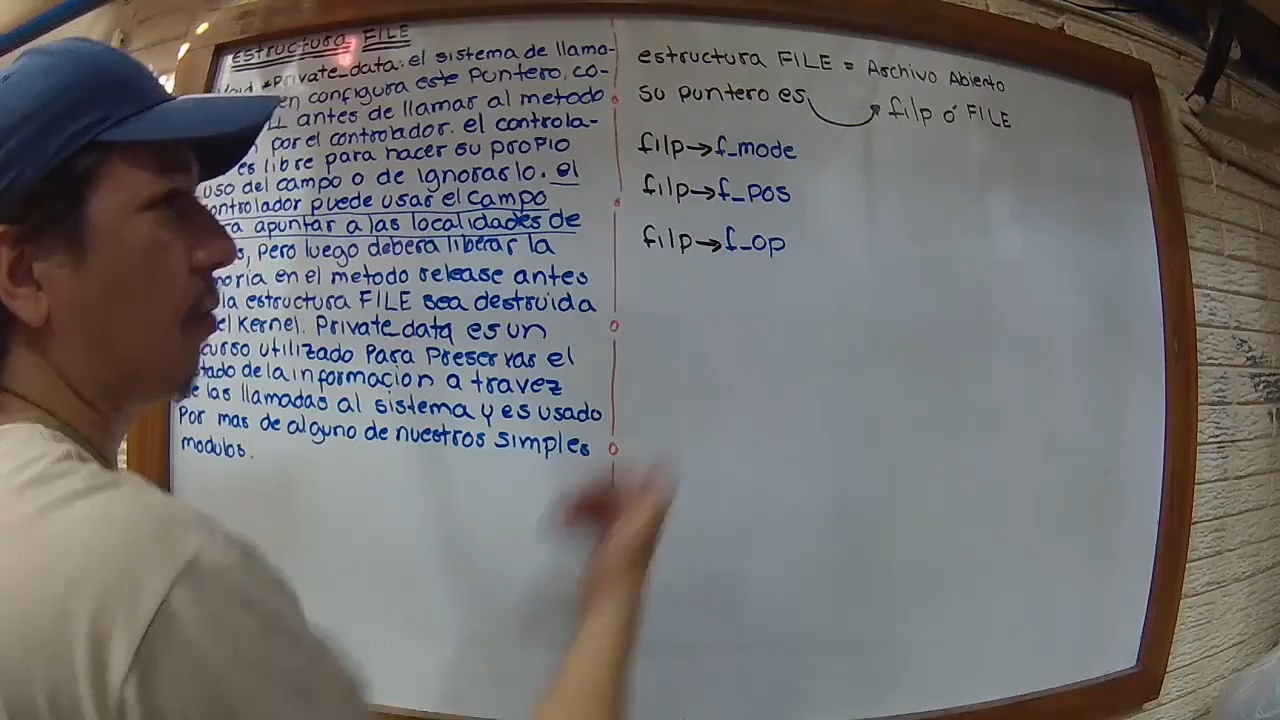 estructura FILE
*private_data: el sistema de llama-
en configura este puntero, co-
antes de llamar al metodo
por el controlador. el controla-
es libre para hacer su propio
uso del campo o de ignorarlo. el
ontrolador puede usar el campo
a apuntar a las localidades de
s, pero luego debera liberar la
oria en el metodo release antes
la estructura FILE sea destruida
el Kernel. Private_data es un
curso utilizado para preservar el
tado de la informacion a travez
de las llamadas al sistema y es usado
por mas de alguno de nuestros simples
modulos.
estructura FILE = Archivo Abierto
su puntero es filp ó FILE
filp→f_mode
filp→f_pos
filp→f_op